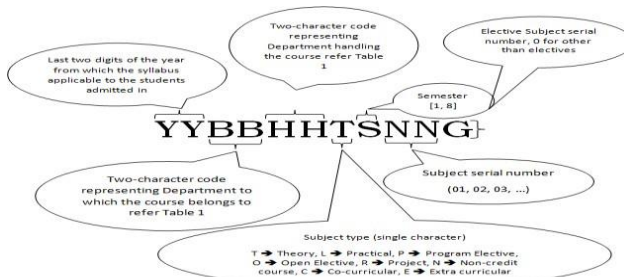 Two-character code
representing
Department handling
the course refer Table
1
Elective Subject serial
number, 0 for other
than electives
Last two digits of the year
from which the syllabus
applicable to the students
admitted in
Semester
[1, 8]
YYBBHHTSNNG
Two-character code
representing Department to
which the course belongs to
refer Table 1
Subject serial number
(01, 02, 03, ...)
Subject type (single character)
T ➔ Theory, L ➔ Practical, P ➔ Program Elective,
O ➔ Open Elective, R ➔ Project, N ➔ Non-credit
course, C ➔ Co-curricular, E ➔ Extra curricular